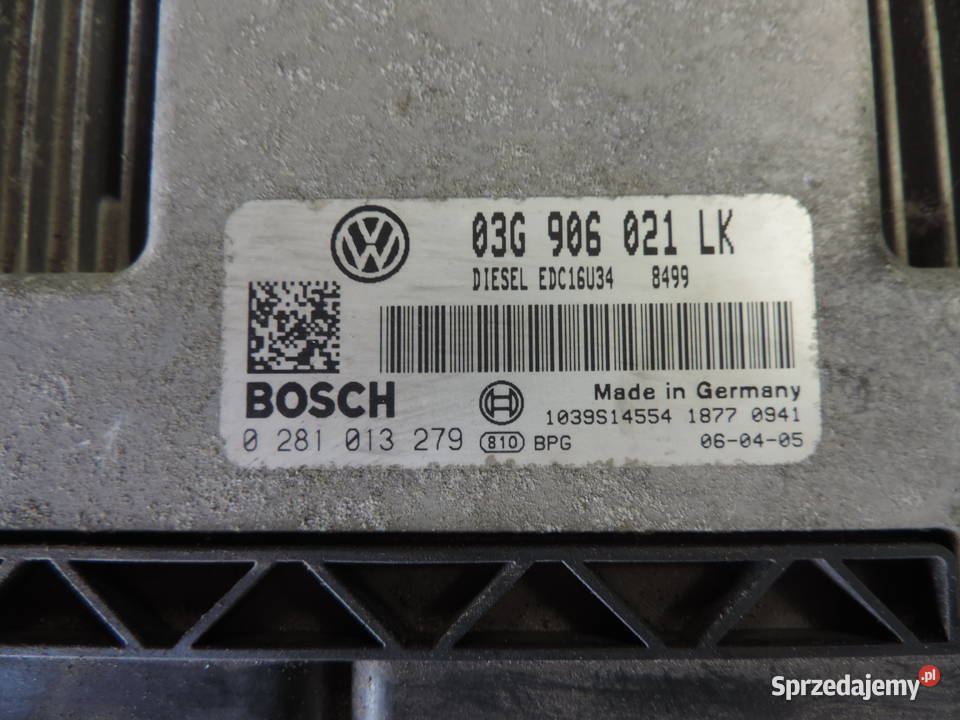 03G 906 021 LK
DIESEL EDC16U34 8499
BOSCH
Made in Germany
1039S14554 1877 0941
0 281 013 279 810 BPG 06-04-05
Sprzedajemy.pl